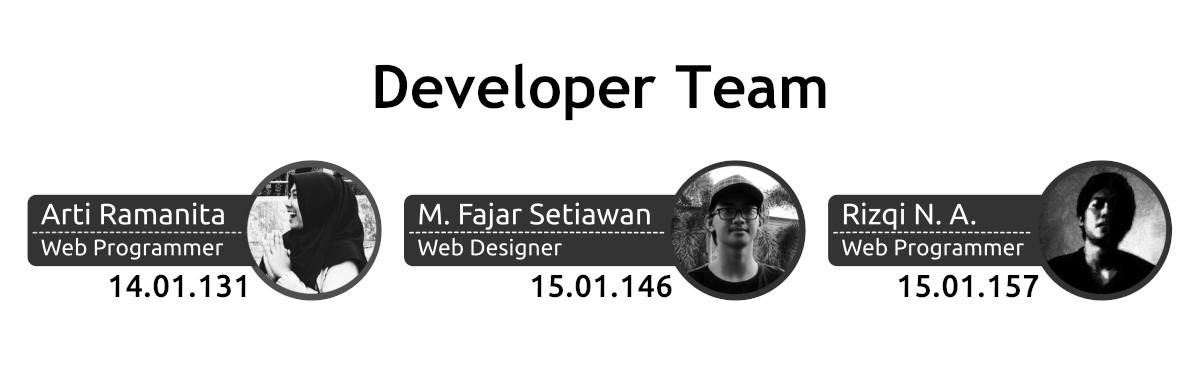 Developer Team
Arti Ramanita
Web Programmer
14.01.131
M. Fajar Setiawan
Web Designer
15.01.146
Rizqi N. A.
Web Programmer
15.01.157